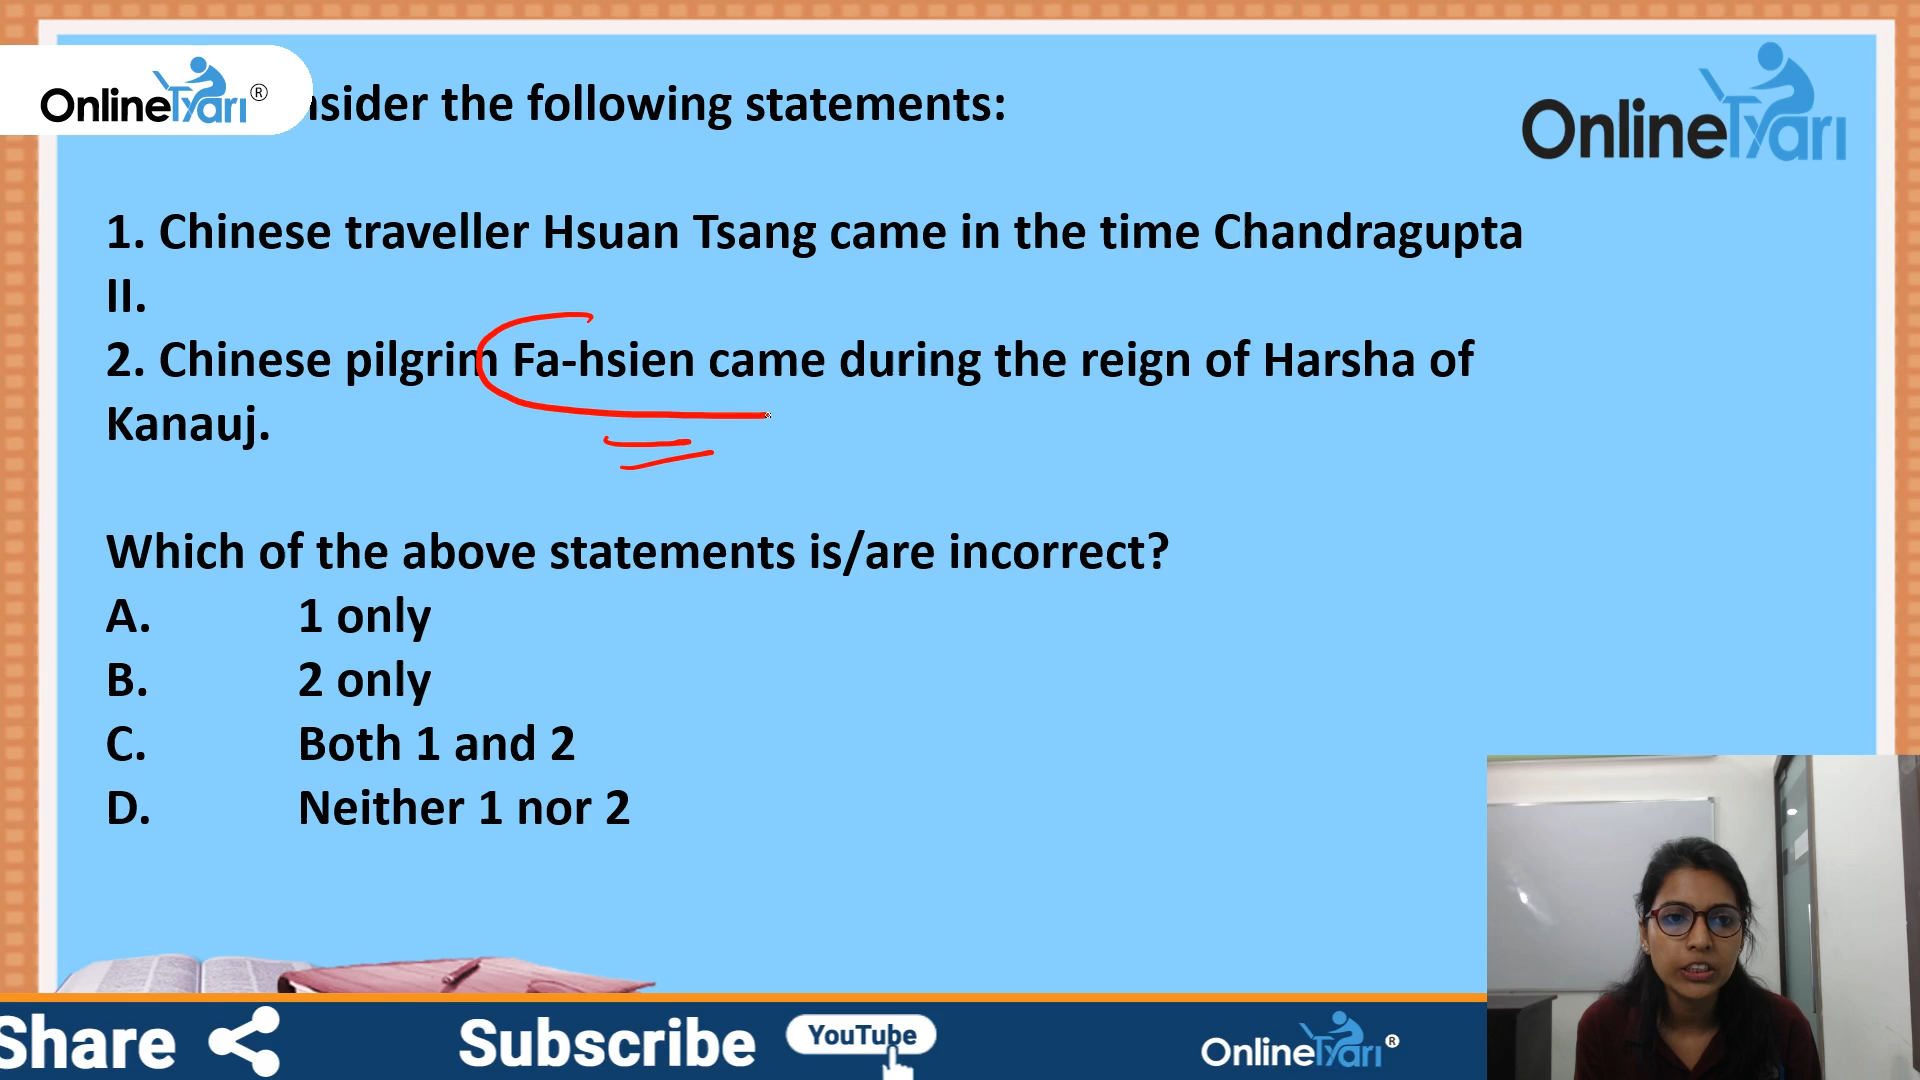 OnlineTyari®
nsider the following statements:
OnlineTyari
1. Chinese traveller Hsuan Tsang came in the time Chandragupta
II.
2. Chinese pilgrim Fa-hsien came during the reign of Harsha of
Kanauj.
Which of the above statements is/are incorrect?
A. 1 only
B. 2 only
C. Both 1 and 2
D. Neither 1 nor 2
Share Subscribe YouTube OnlineTyari®